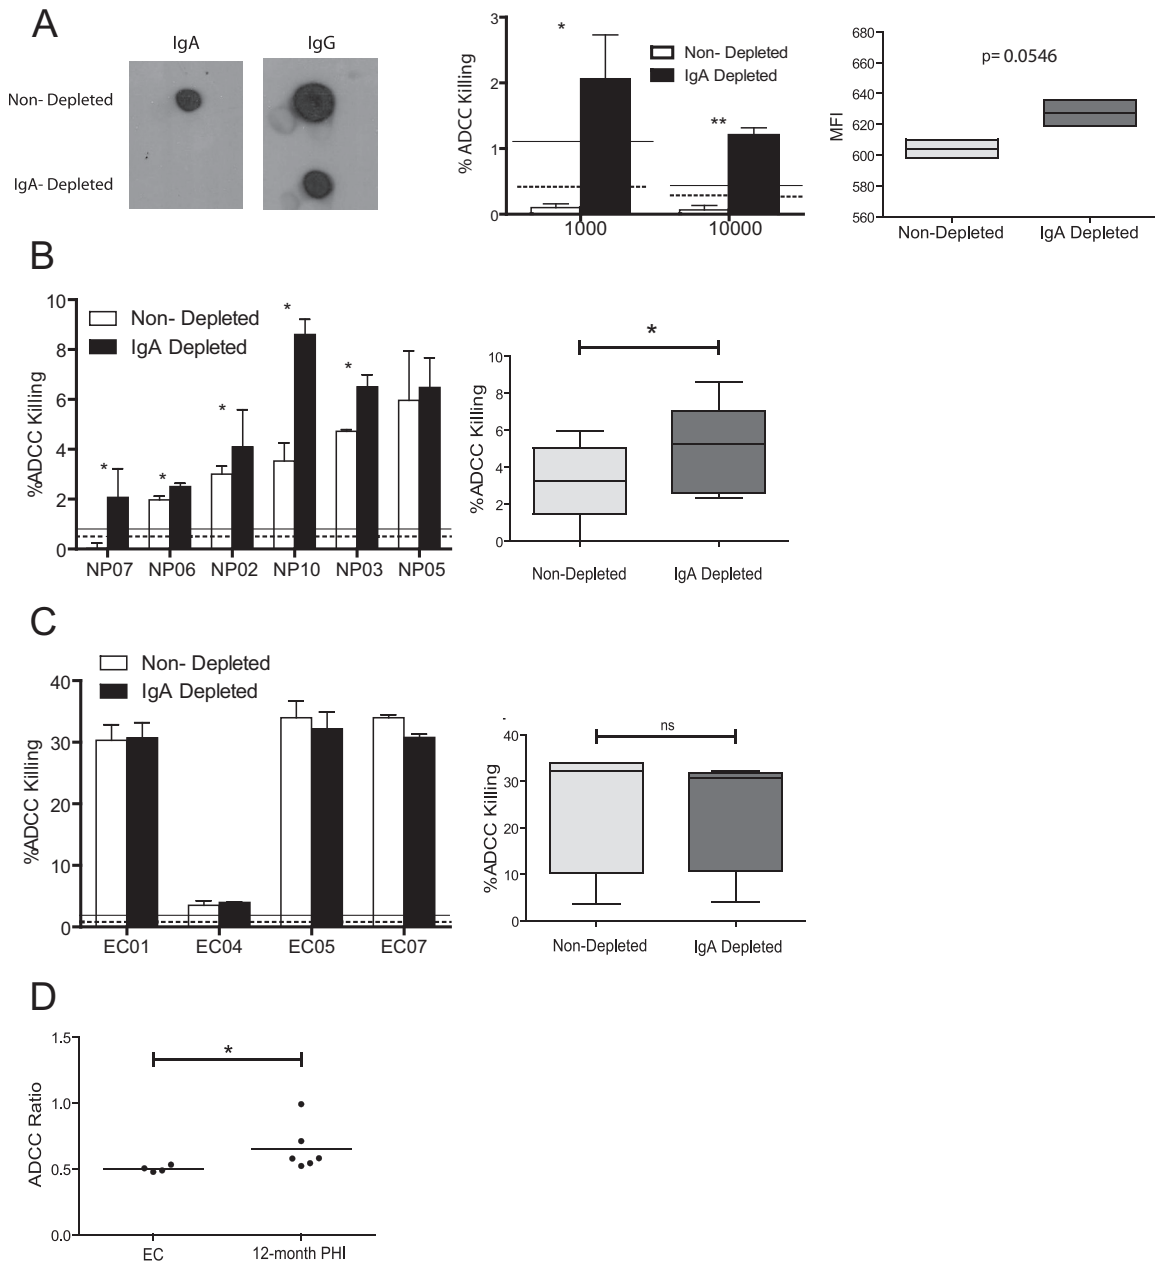 A
IgA IgG
Non- Depleted
IgA- Depleted
% ADCC Killing
3
2
1
0
*
**
Non- Depleted
IgA Depleted
1000 10000
MFI
680
660
640
620
600
580
560
p= 0.0546
Non-Depleted IgA Depleted
B
%ADCC Killing
10
8
6
4
2
0
Non- Depleted
IgA Depleted
* * * * *
NP07 NP06 NP02 NP10 NP03 NP05
%ADCC Killing
10
8
6
4
2
0
*
Non-Depleted IgA Depleted
C
%ADCC Killing
40
30
20
10
0
Non- Depleted
IgA Depleted
EC01 EC04 EC05 EC07
%ADCC Killing
40
30
20
10
0
ns
Non-Depleted IgA Depleted
D
ADCC Ratio
1.5
1.0
0.5
0.0
*
EC 12-month PHI